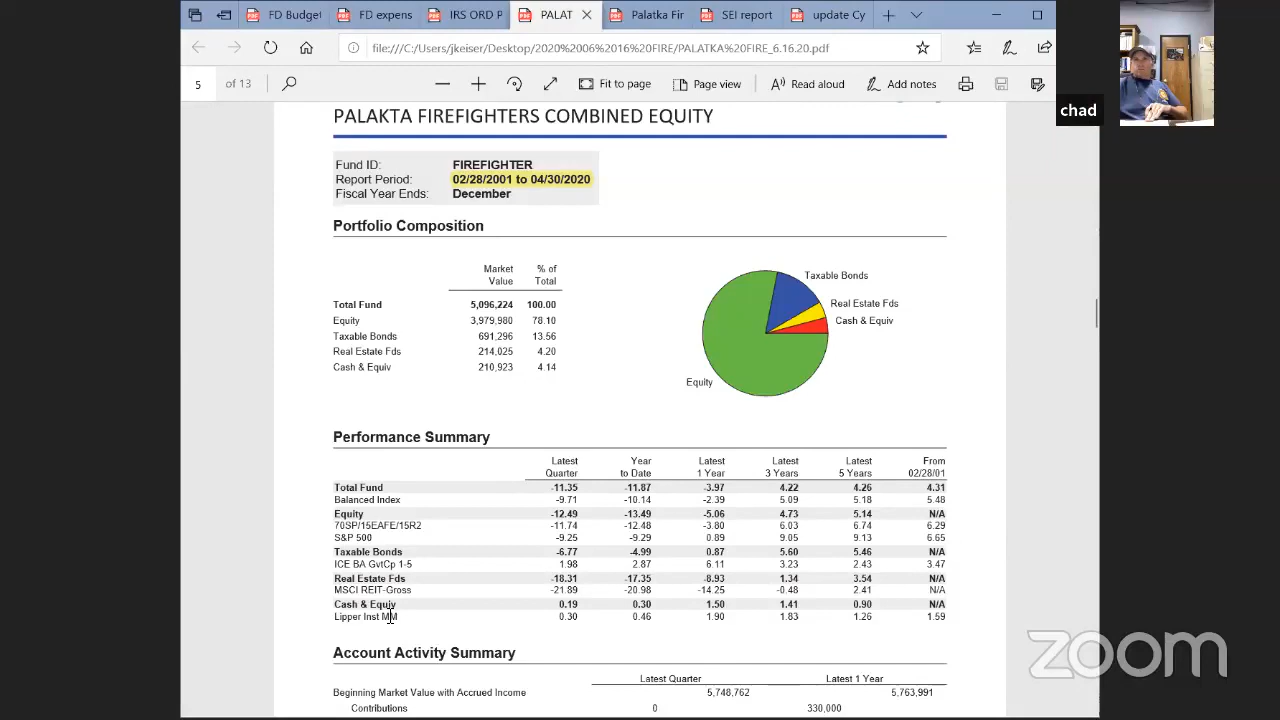 FD Budget
FD expens
IRS ORD P
PALAT
Palatka Fir
SEI report
update Cy
file:///C:/Users/jkeiser/Desktop/2020%2006%2016%20FIRE/PALATKA%20FIRE_6.16.20.pdf
5 of 13
Fit to page
Page view
Read aloud
Add notes
chad
PALAKTA FIREFIGHTERS COMBINED EQUITY
Fund ID: FIREFIGHTER
Report Period: 02/28/2001 to 04/30/2020
Fiscal Year Ends: December
Portfolio Composition
Market Value % of Total
Total Fund 5,096,224 100.00
Equity 3,979,980 78.10
Taxable Bonds 691,296 13.56
Real Estate Fds 214,025 4.20
Cash & Equiv 210,923 4.14
Taxable Bonds
Real Estate Fds
Cash & Equiv
Equity
Performance Summary
Latest Year Latest Latest Latest From
Quarter to Date 1 Year 3 Years 5 Years 02/28/01
Total Fund -11.35 -11.87 -3.97 4.22 4.26 4.31
Balanced Index -9.71 -10.14 -2.39 5.09 5.18 5.48
Equity -12.49 -13.49 -5.06 4.73 5.14 N/A
70SP/15EAFE/15R2 -11.74 -12.48 -3.80 6.03 6.74 6.29
S&P 500 -9.25 -9.29 0.89 9.05 9.13 6.65
Taxable Bonds -6.77 -4.99 0.87 5.60 5.46 N/A
ICE BA GvtCp 1-5 1.98 2.87 6.11 3.23 2.43 3.47
Real Estate Fds -18.31 -17.35 -8.93 1.34 3.54 N/A
MSCI REIT-Gross -21.89 -20.98 -14.25 -0.48 2.41 N/A
Cash & Equiv 0.19 0.30 1.50 1.41 0.90 N/A
Lipper Inst MM 0.30 0.46 1.90 1.83 1.26 1.59
Account Activity Summary
Latest Quarter Latest 1 Year
Beginning Market Value with Accrued Income 5,748,762 5,763,991
Contributions 0 330,000
zoom